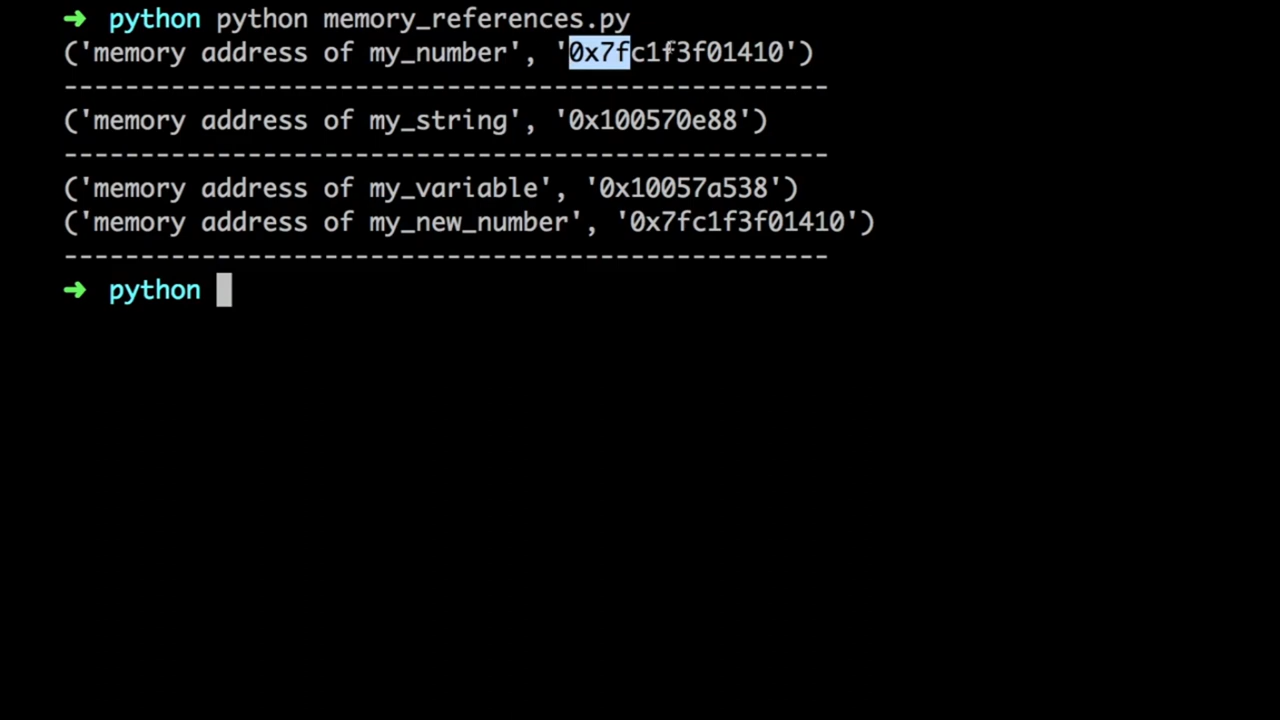 ➜ python python memory_references.py
('memory address of my_number', '0x7fc1f3f01410')
--------------------------------------------------
('memory address of my_string', '0x100570e88')
--------------------------------------------------
('memory address of my_variable', '0x10057a538')
('memory address of my_new_number', '0x7fc1f3f01410')
--------------------------------------------------
➜ python